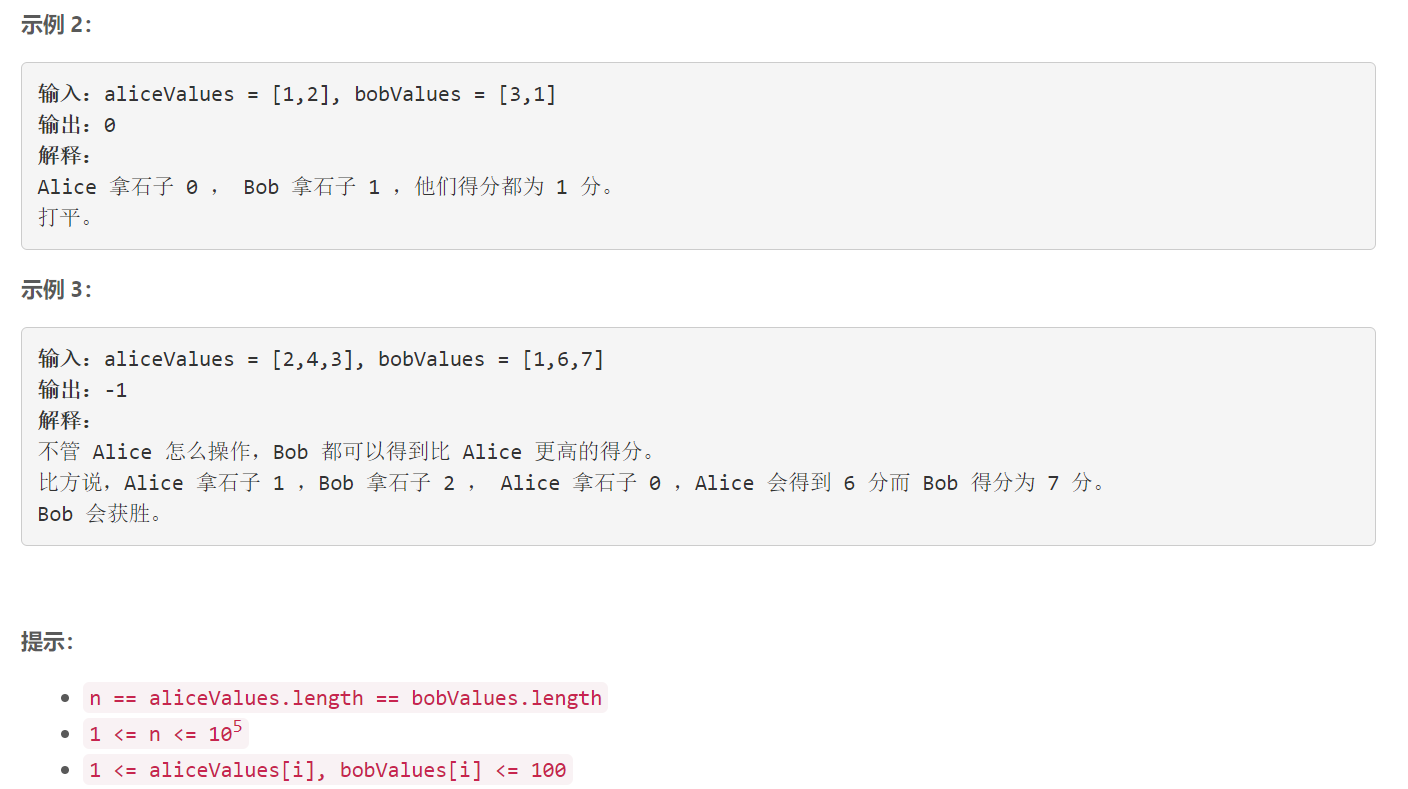 示例 2：
输入：aliceValues = [1,2], bobValues = [3,1]
输出：0
解释：
Alice 拿石子 0 ， Bob 拿石子 1 ，他们得分都为 1 分。
打平。
示例 3：
输入：aliceValues = [2,4,3], bobValues = [1,6,7]
输出：-1
解释：
不管 Alice 怎么操作，Bob 都可以得到比 Alice 更高的得分。
比方说，Alice 拿石子 1 ，Bob 拿石子 2 ， Alice 拿石子 0 ，Alice 会得到 6 分而 Bob 得分为 7 分。
Bob 会获胜。
提示：
n == aliceValues.length == bobValues.length
1 <= n <= 10⁵
1 <= aliceValues[i], bobValues[i] <= 100